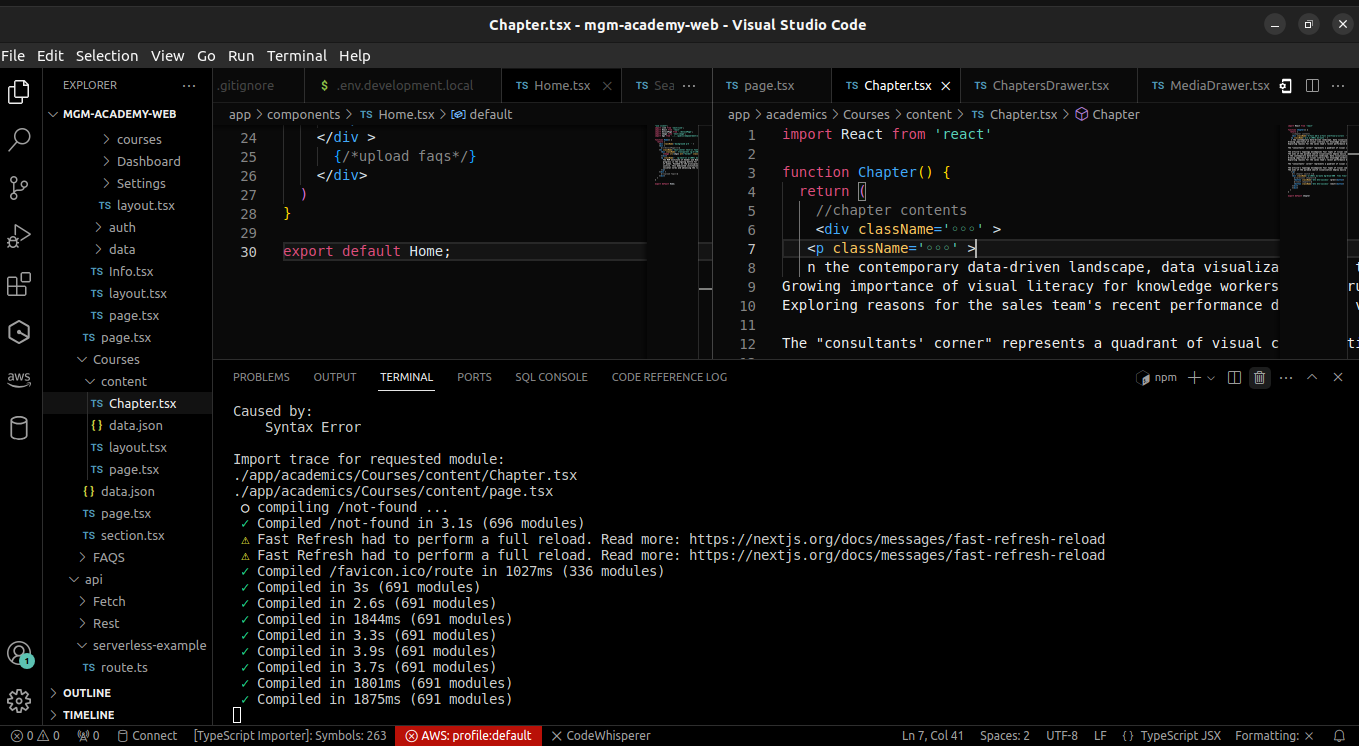 Chapter.tsx - mgm-academy-web - Visual Studio Code
File Edit Selection View Go Run Terminal Help
EXPLORER
.gitignore
$ .env.development.local
TS Home.tsx
TS Sea
TS page.tsx
TS Chapter.tsx
TS ChaptersDrawer.tsx
TS MediaDrawer.tsx
MGM-ACADEMY-WEB
courses
Dashboard
Settings
TS layout.tsx
auth
data
TS Info.tsx
TS layout.tsx
TS page.tsx
TS page.tsx
Courses
content
TS Chapter.tsx
{} data.json
TS layout.tsx
TS page.tsx
{} data.json
TS page.tsx
TS section.tsx
FAQS
api
Fetch
Rest
serverless-example
TS route.ts
OUTLINE
TIMELINE
aws
1
app > components > TS Home.tsx > default
24 </div >
25 {/*upload faqs*/}
26 </div>
27 )
28 }
29
30 export default Home;
app > academics > Courses > content > TS Chapter.tsx > Chapter
1 import React from 'react'
2
3 function Chapter() {
4 return (
5 //chapter contents
6 <div className='◦◦◦' >
7 <p className='◦◦◦' >
8 n the contemporary data-driven landscape, data visualiza
9 Growing importance of visual literacy for knowledge workers
10 Exploring reasons for the sales team's recent performance d
11
12 The "consultants' corner" represents a quadrant of visual c
PROBLEMS OUTPUT TERMINAL PORTS SQL CONSOLE CODE REFERENCE LOG
npm
Caused by:
Syntax Error
Import trace for requested module:
./app/academics/Courses/content/Chapter.tsx
./app/academics/Courses/content/page.tsx
○ compiling /not-found ...
✓ Compiled /not-found in 3.1s (696 modules)
⚠ Fast Refresh had to perform a full reload. Read more: https://nextjs.org/docs/messages/fast-refresh-reload
⚠ Fast Refresh had to perform a full reload. Read more: https://nextjs.org/docs/messages/fast-refresh-reload
✓ Compiled /favicon.ico/route in 1027ms (336 modules)
✓ Compiled in 3s (691 modules)
✓ Compiled in 2.6s (691 modules)
✓ Compiled in 1844ms (691 modules)
✓ Compiled in 3.3s (691 modules)
✓ Compiled in 3.9s (691 modules)
✓ Compiled in 3.7s (691 modules)
✓ Compiled in 1801ms (691 modules)
✓ Compiled in 1875ms (691 modules)
0 0 0 Connect [TypeScript Importer]: Symbols: 263 AWS: profile:default CodeWhisperer Ln 7, Col 41 Spaces: 2 UTF-8 LF {} TypeScript JSX Formatting: ×